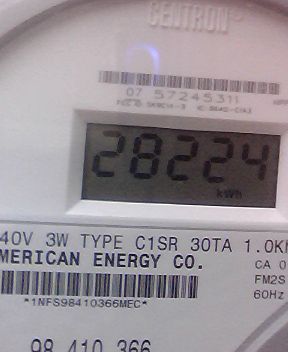 CENTRON
07 57245311
28224
kWh
40V 3W TYPE C1SR 30TA 1.0K
MERICAN ENERGY CO.
CA 0
FM2S
60Hz
*1NFS98410366MEC*
98 410 366